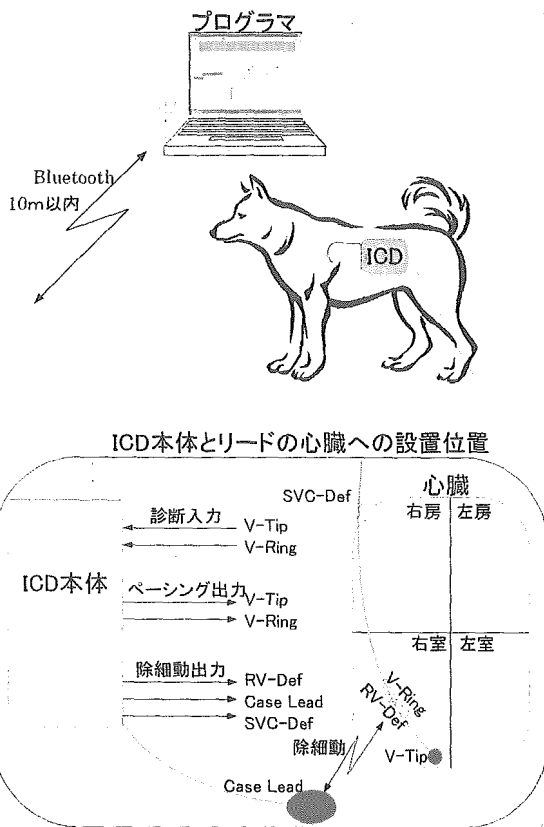 プログラマ
Bluetooth
10m以内
ICD
ICD本体とリードの心臓への設置位置
SVC-Def
心臓
右房
左房
診断入力
V-Tip
V-Ring
ICD本体
ペーシング出力
V-Tip
V-Ring
右室
左室
除細動出力
RV-Def
Case Lead
SVC-Def
V-Ring
RV-Def
除細動
V-Tip
Case Lead